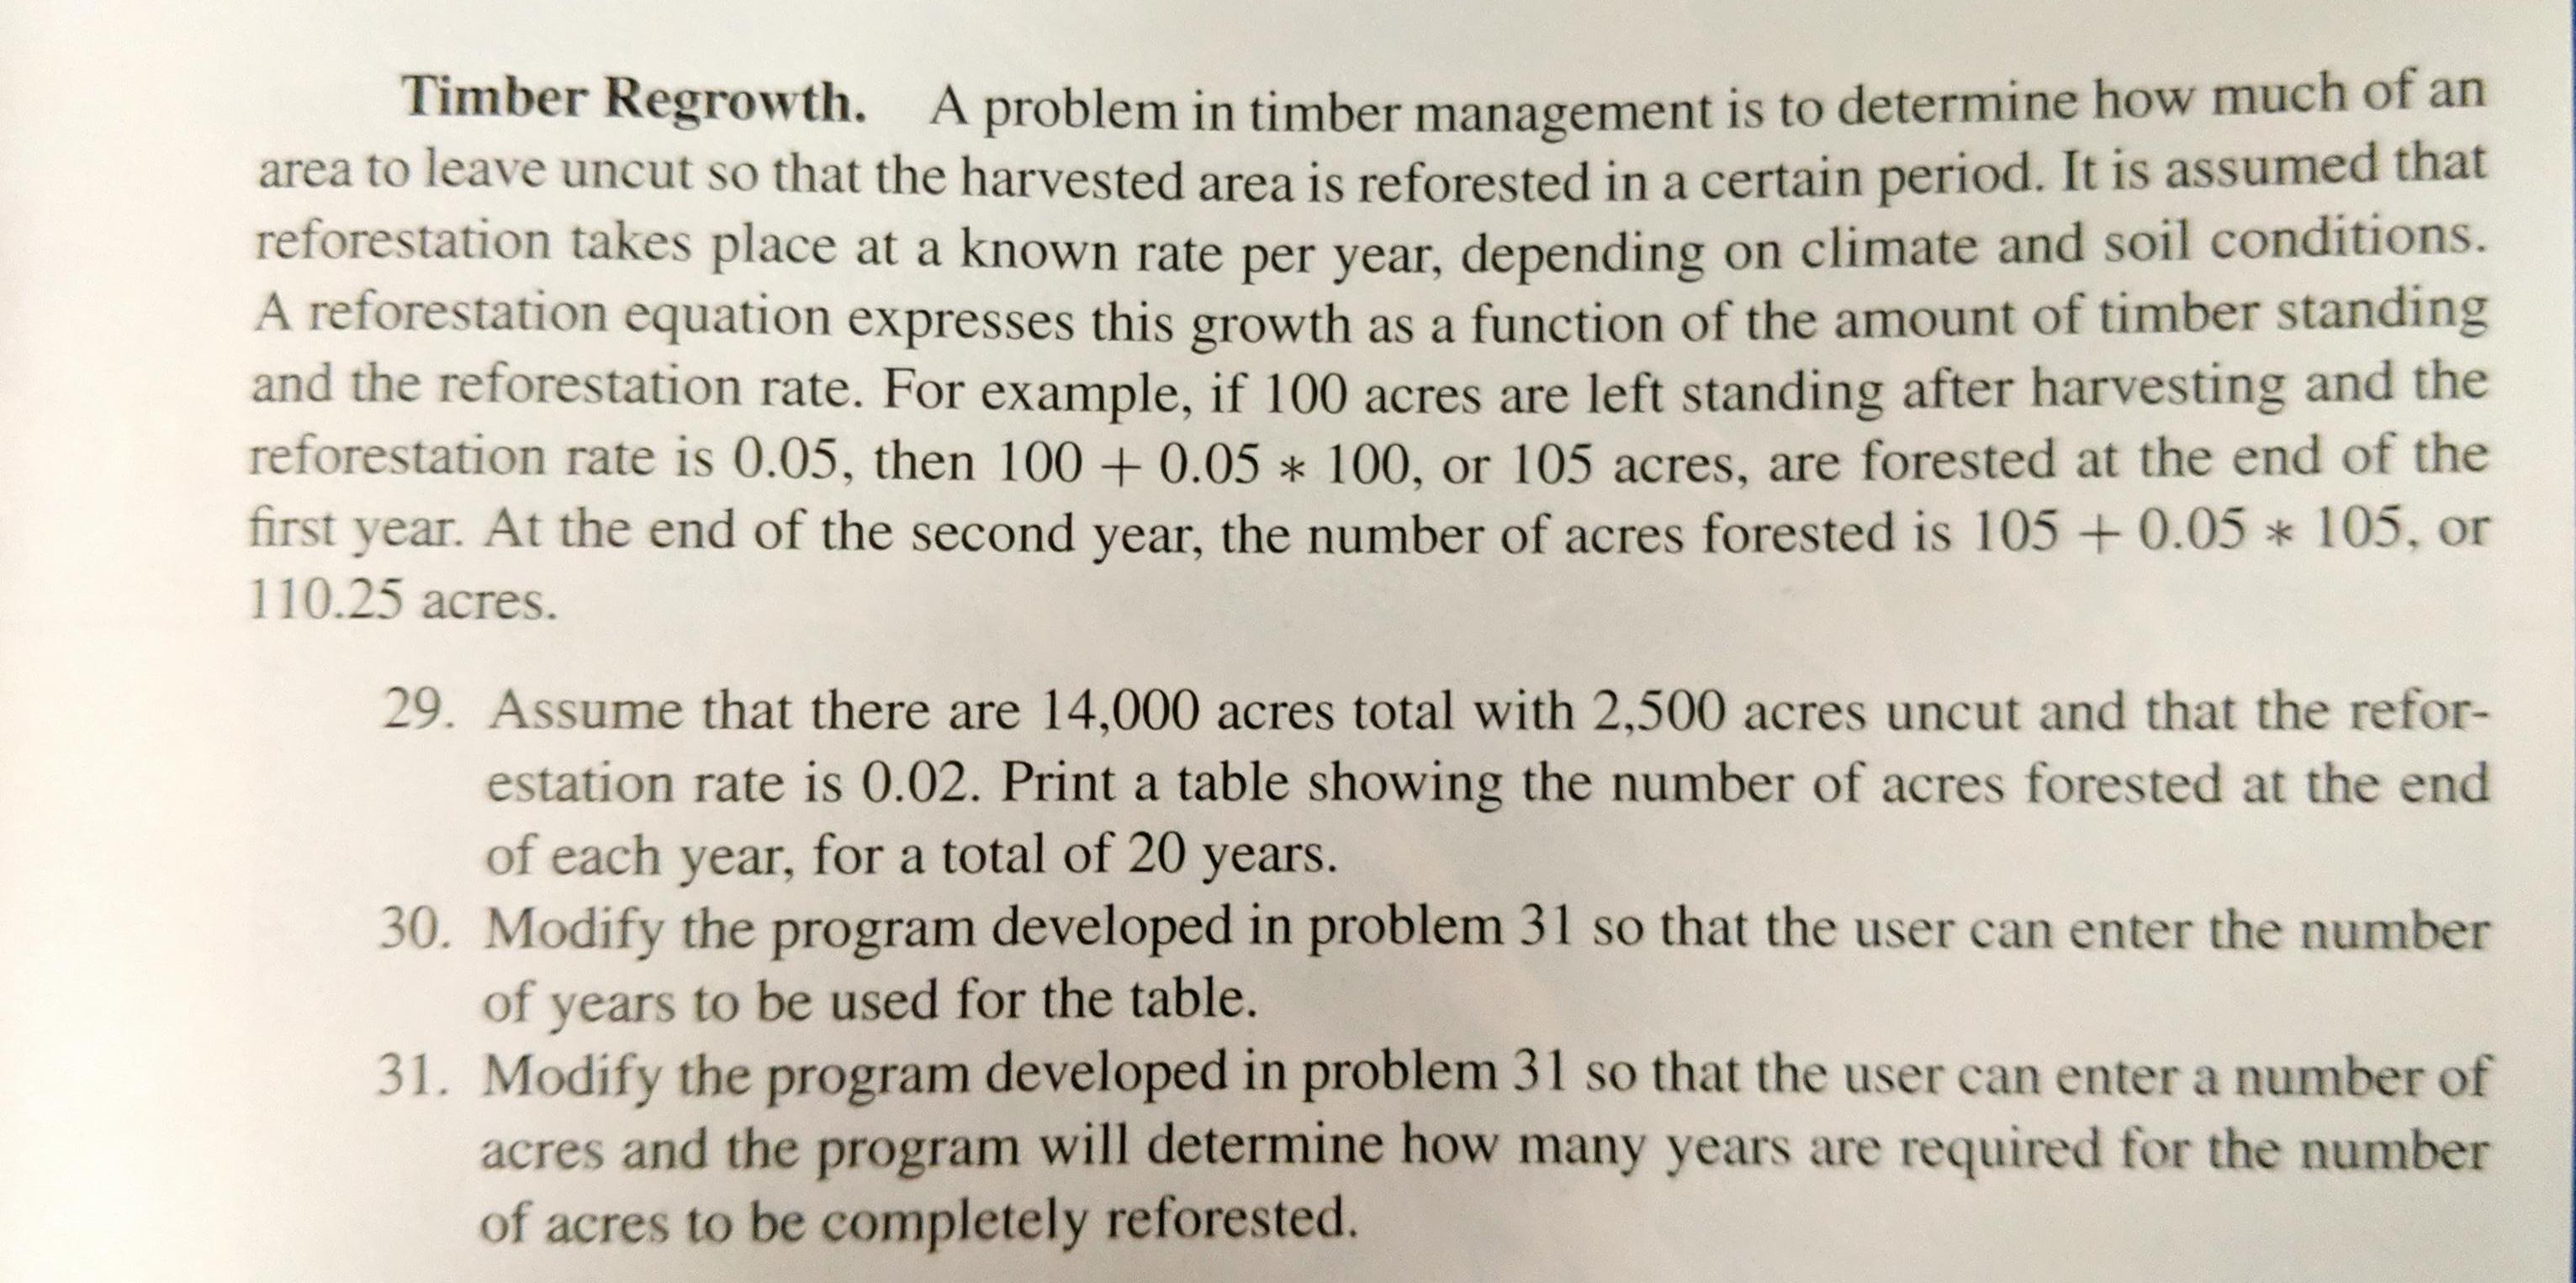 Timber Regrowth. A problem in timber management is to determine how much of an
area to leave uncut so that the harvested area is reforested in a certain period. It is assumed that
reforestation takes place at a known rate per year, depending on climate and soil conditions.
A reforestation equation expresses this growth as a function of the amount of timber standing
and the reforestation rate. For example, if 100 acres are left standing after harvesting and the
reforestation rate is 0.05, then 100 + 0.05 * 100, or 105 acres, are forested at the end of the
first year. At the end of the second year, the number of acres forested is 105 + 0.05 * 105, or
110.25 acres.
29. Assume that there are 14,000 acres total with 2,500 acres uncut and that the refor-
estation rate is 0.02. Print a table showing the number of acres forested at the end
of each year, for a total of 20 years.
30. Modify the program developed in problem 31 so that the user can enter the number
of years to be used for the table.
31. Modify the program developed in problem 31 so that the user can enter a number of
acres and the program will determine how many years are required for the number
of acres to be completely reforested.